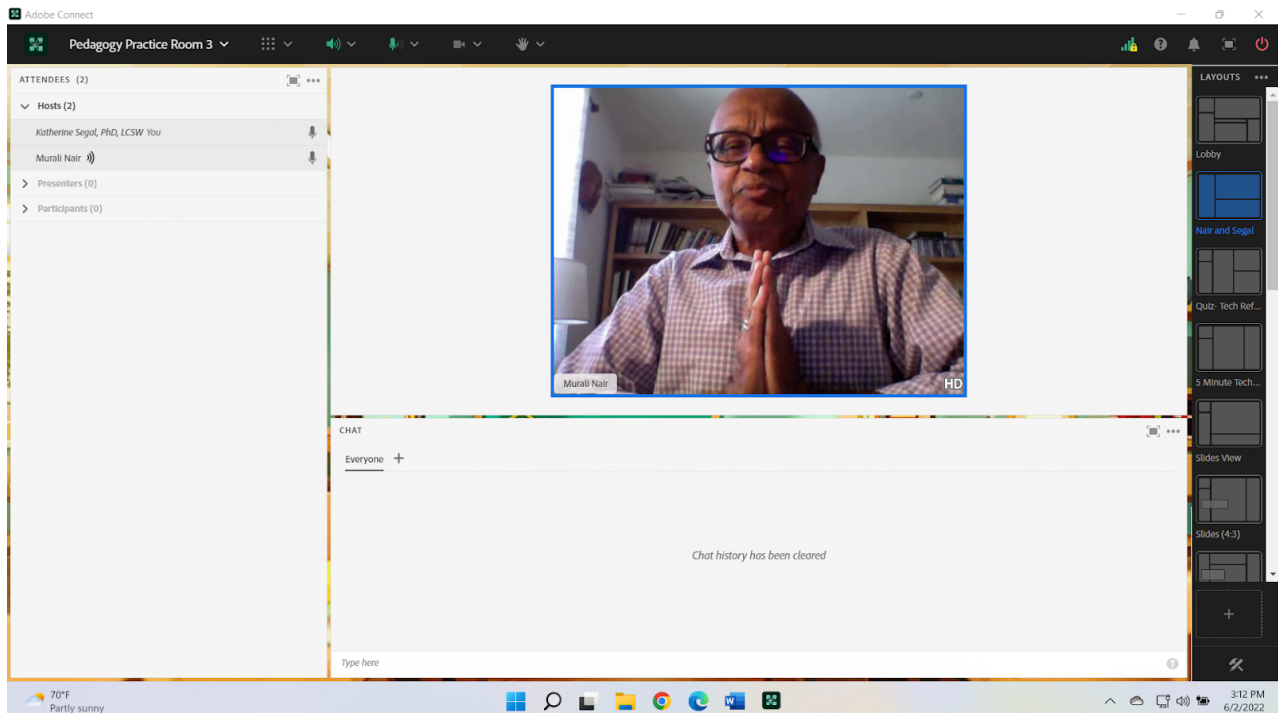 Adobe Connect
Pedagogy Practice Room 3
ATTENDEES (2)
Hosts (2)
Katherine Segal, PhD, LCSW You
Murali Nair
Presenters (0)
Participants (0)
Murali Nair
HD
CHAT
Everyone
Chat history has been cleared
Type here
LAYOUTS
Lobby
Nair and Segal
Quiz- Tech Ref...
5 Minute Tech...
Slides View
Slides (4:3)
70°F
Partly sunny
3:12 PM
6/2/2022